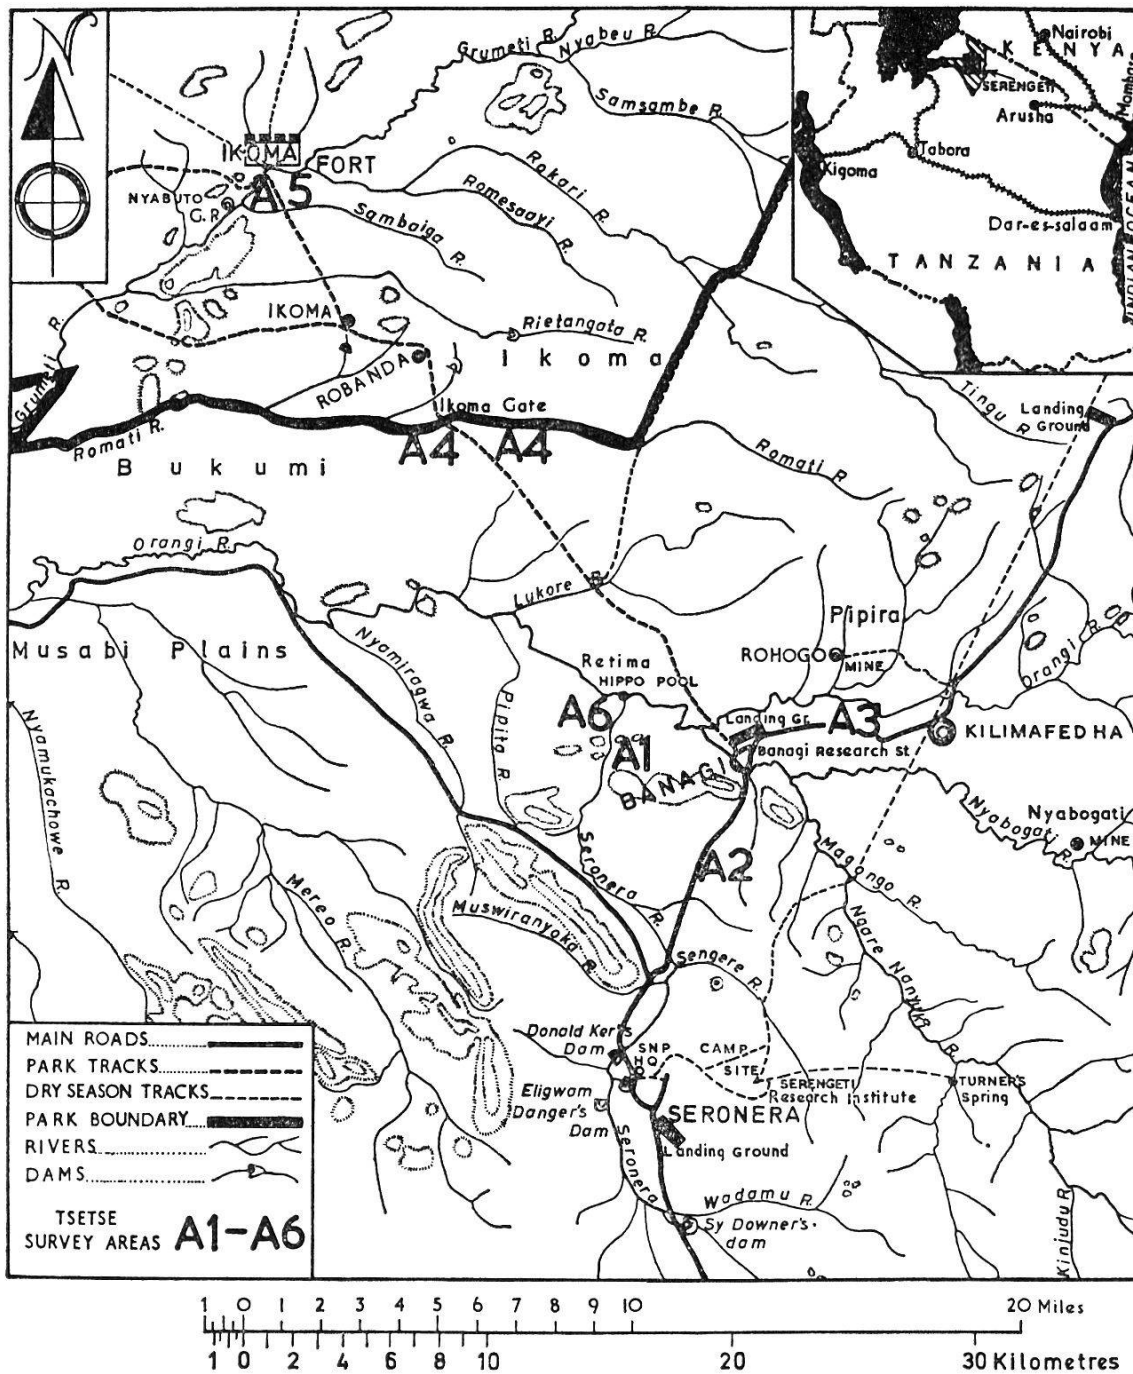 N
Grumeti R.
Nyabeu R.
Samsambe R.
IKOMA
FORT
A5
NYABUTO
G.R
Rakari R.
Romesaayi R.
Sambaiga R.
Nairobi
KENYA
SERENGETI
Arusha
Mombasa
Tabora
Kigoma
Dar-es-salaam
TANZANIA
INDIAN OCEAN
Grumeti R.
IKOMA
Rietangata R.
Ikoma
ROBANDA
Ikoma Gate
Romati R.
A4
A4
Bukumi
Romati R.
Tingu R.
Landing
Ground
Orangi R.
Lukore R.
Musabi Plains
Nyamiragwa R.
Pipita R.
Retima
HIPPO POOL
Pipira
ROHOGO
MINE
Orangi R.
A6
A1
Landing Gr.
A3
Banagi Research St
KILIMAFEDHA
BANAGI
Nyamukachowe R.
Nyabogati R.
Nyabogati
MINE
Seronera R.
A2
Magongo R.
Mereo R.
Muswiranyoka R.
Ngare Nanyuki R.
Sengere R.
Donald Ker's
Dam
SNP
HQ
CAMP
SITE
SERENGETI
Research Institute
TURNER'S
Spring
Eligwam
Danger's
Dam
SERONERA
Landing Ground
Seronera
Wadamu R.
Sy Downer's
dam
Kinjudu R.
MAIN ROADS
PARK TRACKS
DRY SEASON TRACKS
PARK BOUNDARY
RIVERS
DAMS
TSETSE
SURVEY AREAS A1-A6
1 0 1 2 3 4 5 6 7 8 9 10 20 Miles
1 0 2 4 6 8 10 20 30 Kilometres